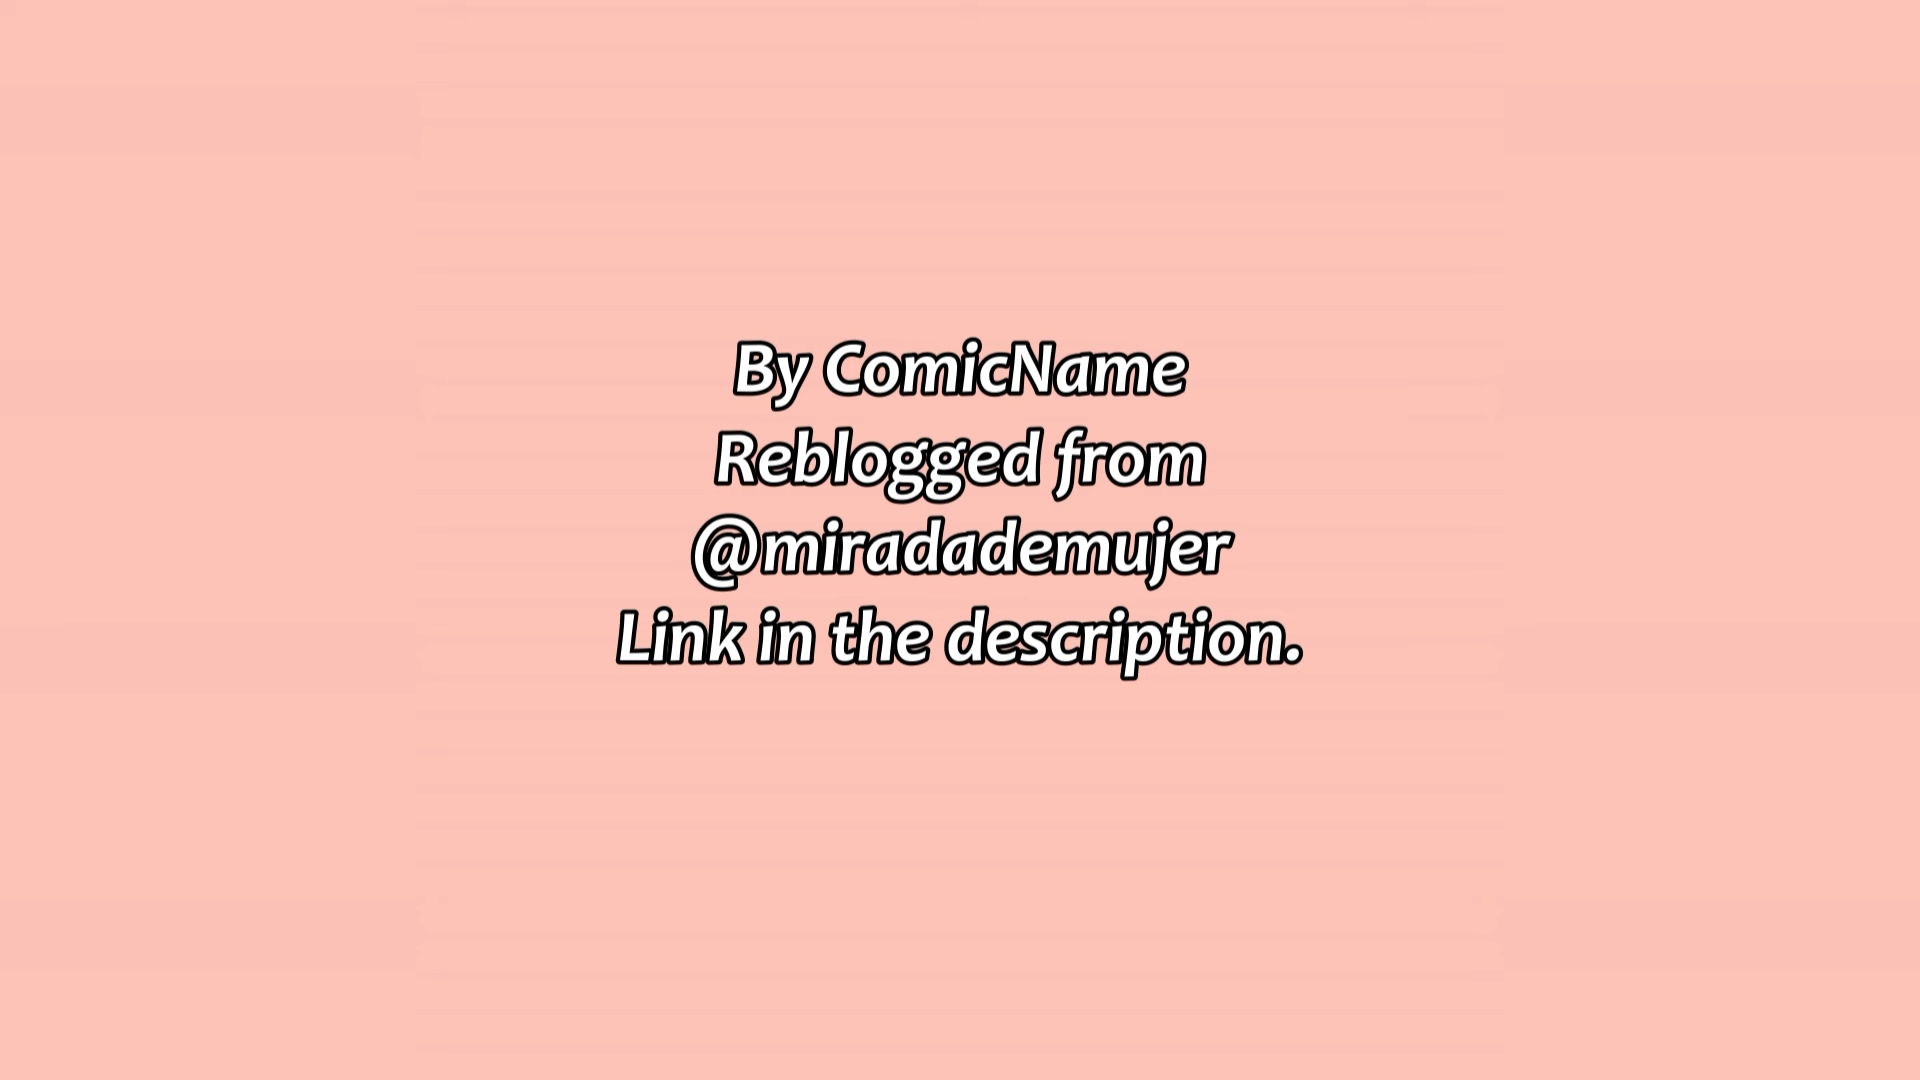 By ComicName
Reblogged from
@miradademujer
Link in the description.